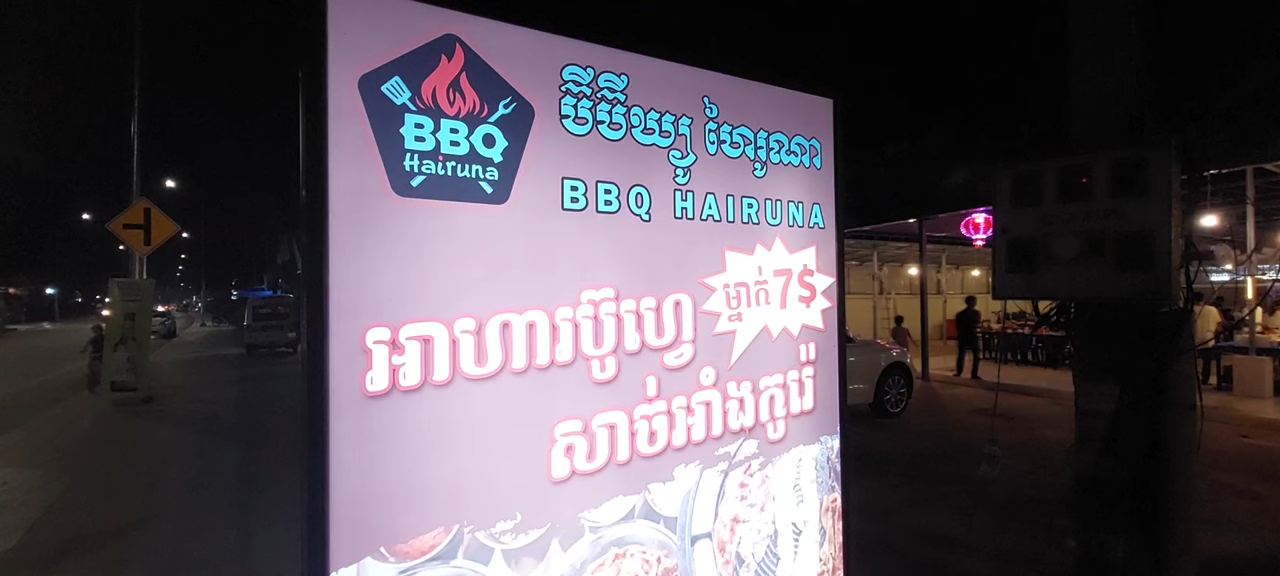 BBQ
Hairuna
ប៊ីប៊ីឃ្យូ ហៃរូណា
BBQ HAIRUNA
ម្នាក់ 7$
អាហារប៊ូហ្វេ
សាច់អាំងកូរ៉េ